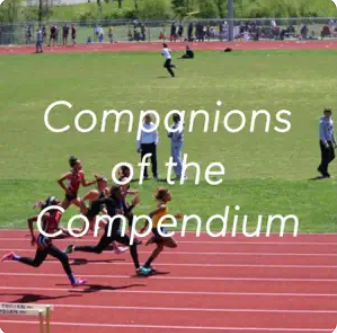 Companions
of the
Compendium